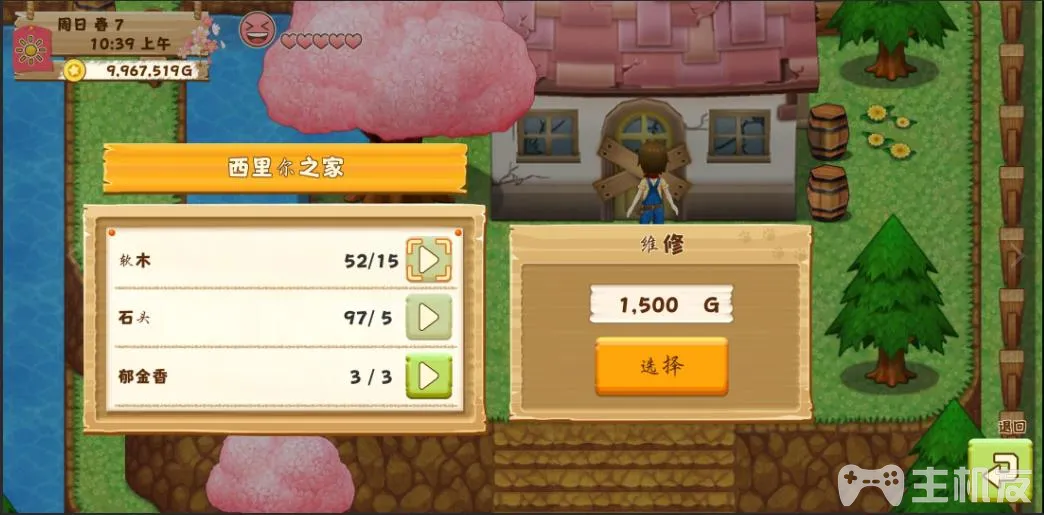 周日 春 7
10:39 上午
9,967,519G
西里尔之家
软木 52/15
石头 97/5
郁金香 3/3
维修
1,500 G
选择
退回
主机友